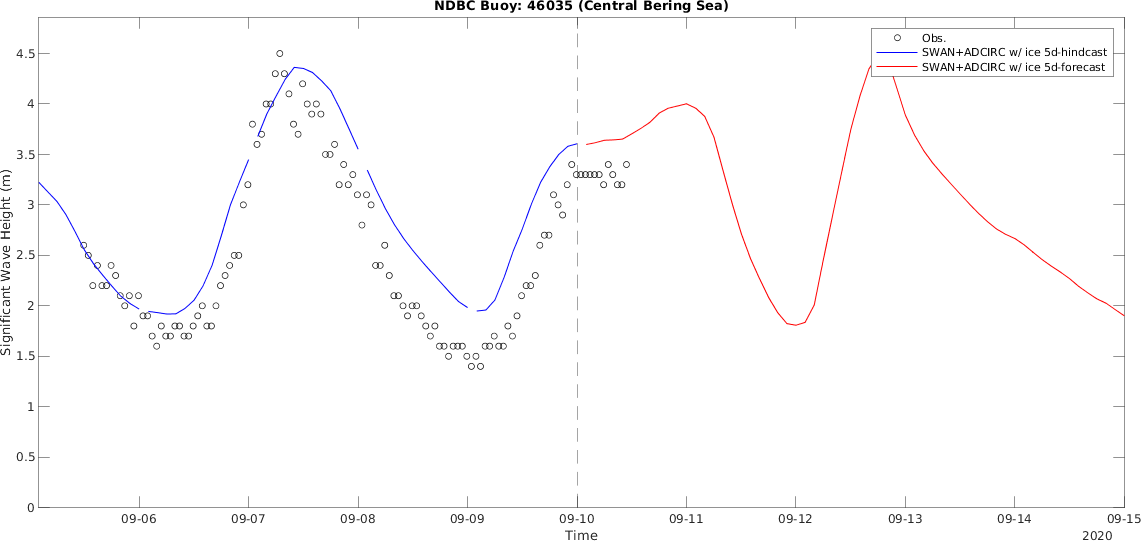 NDBC Buoy: 46035 (Central Bering Sea)
Obs.
SWAN+ADCIRC w/ ice 5d-hindcast
SWAN+ADCIRC w/ ice 5d-forecast
Significant Wave Height (m)
4.5
4
3.5
3
2.5
2
1.5
1
0.5
0
09-06 09-07 09-08 09-09 09-10 09-11 09-12 09-13 09-14 09-15
Time
2020